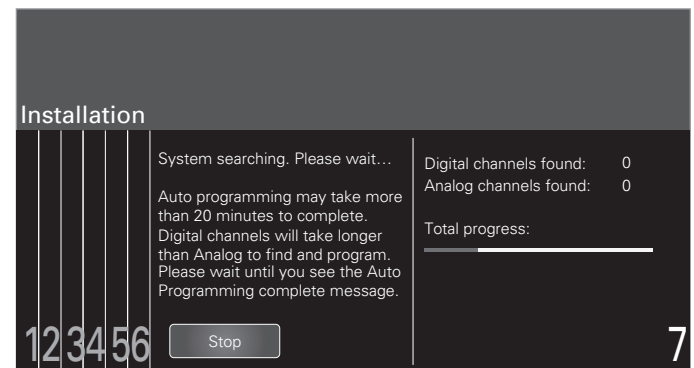 Installation
System searching. Please wait…
Auto programming may take more
than 20 minutes to complete.
Digital channels will take longer
than Analog to find and program.
Please wait until you see the Auto
Programming complete message.
Stop
Digital channels found: 0
Analog channels found: 0
Total progress:
1 2 3 4 5 6
7